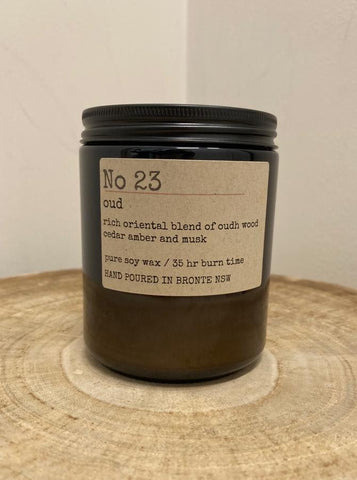 No 23
oud
rich oriental blend of oudh wood
cedar amber and musk
pure soy wax / 35 hr burn time
HAND POURED IN BRONTE NSW